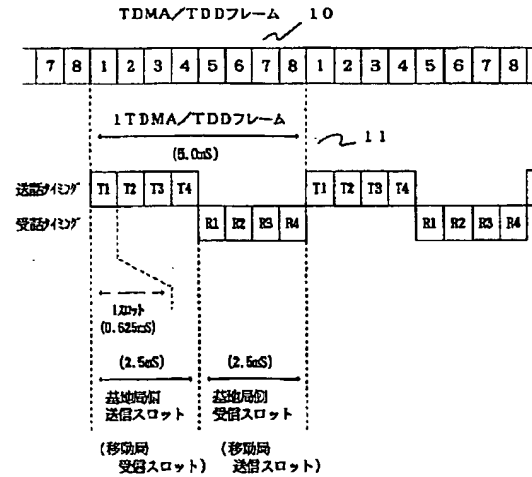 TDMA/TDDフレーム 10
7 8 1 2 3 4 5 6 7 8 1 2 3 4 5 6 7 8
1TDMA/TDDフレーム 11
(5.0mS)
送話タイミング T1 T2 T3 T4 T1 T2 T3 T4
受話タイミング R1 R2 R3 R4 R1 R2 R3 R4
1スロット
(0.625mS)
(2.5mS) (2.5mS)
基地局側 基地局側
送信スロット 受信スロット
(移動局 (移動局
受信スロット) 送信スロット)